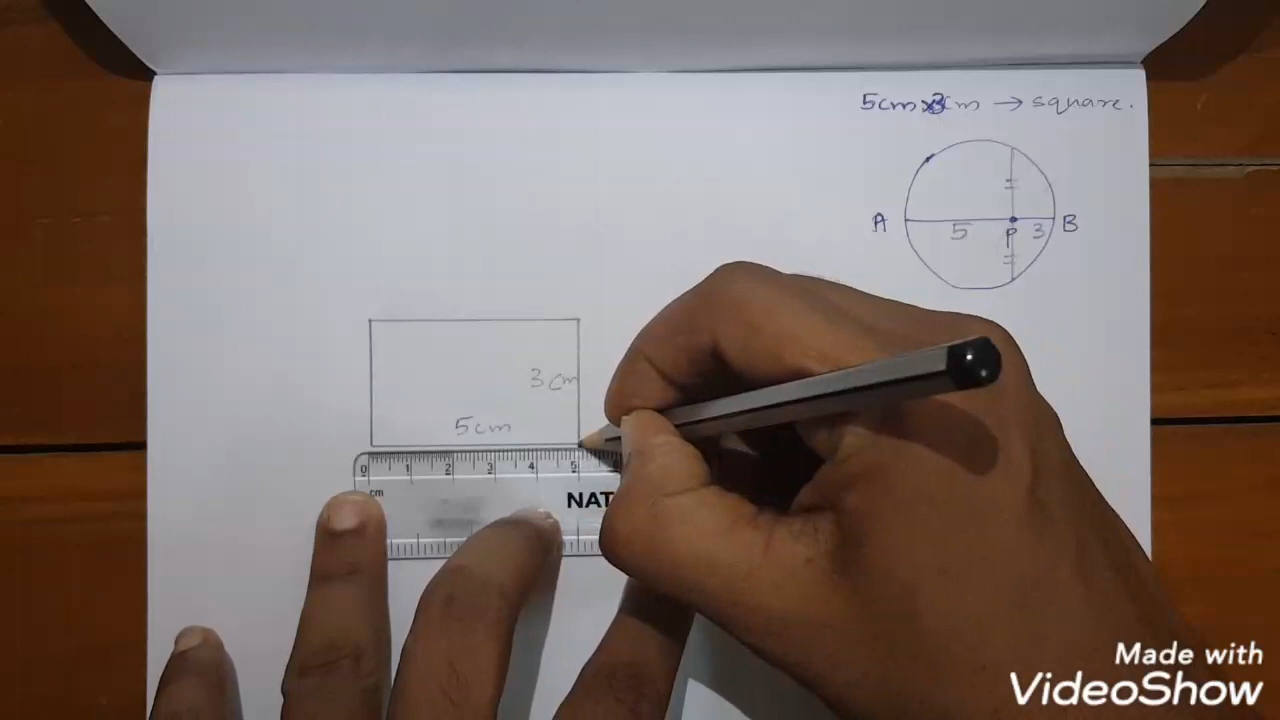 5cm x 3cm → square.
A
B
5
P
3
3cm
5cm
0 1 2 3 4 5
cm
NAT
Made with
VideoShow